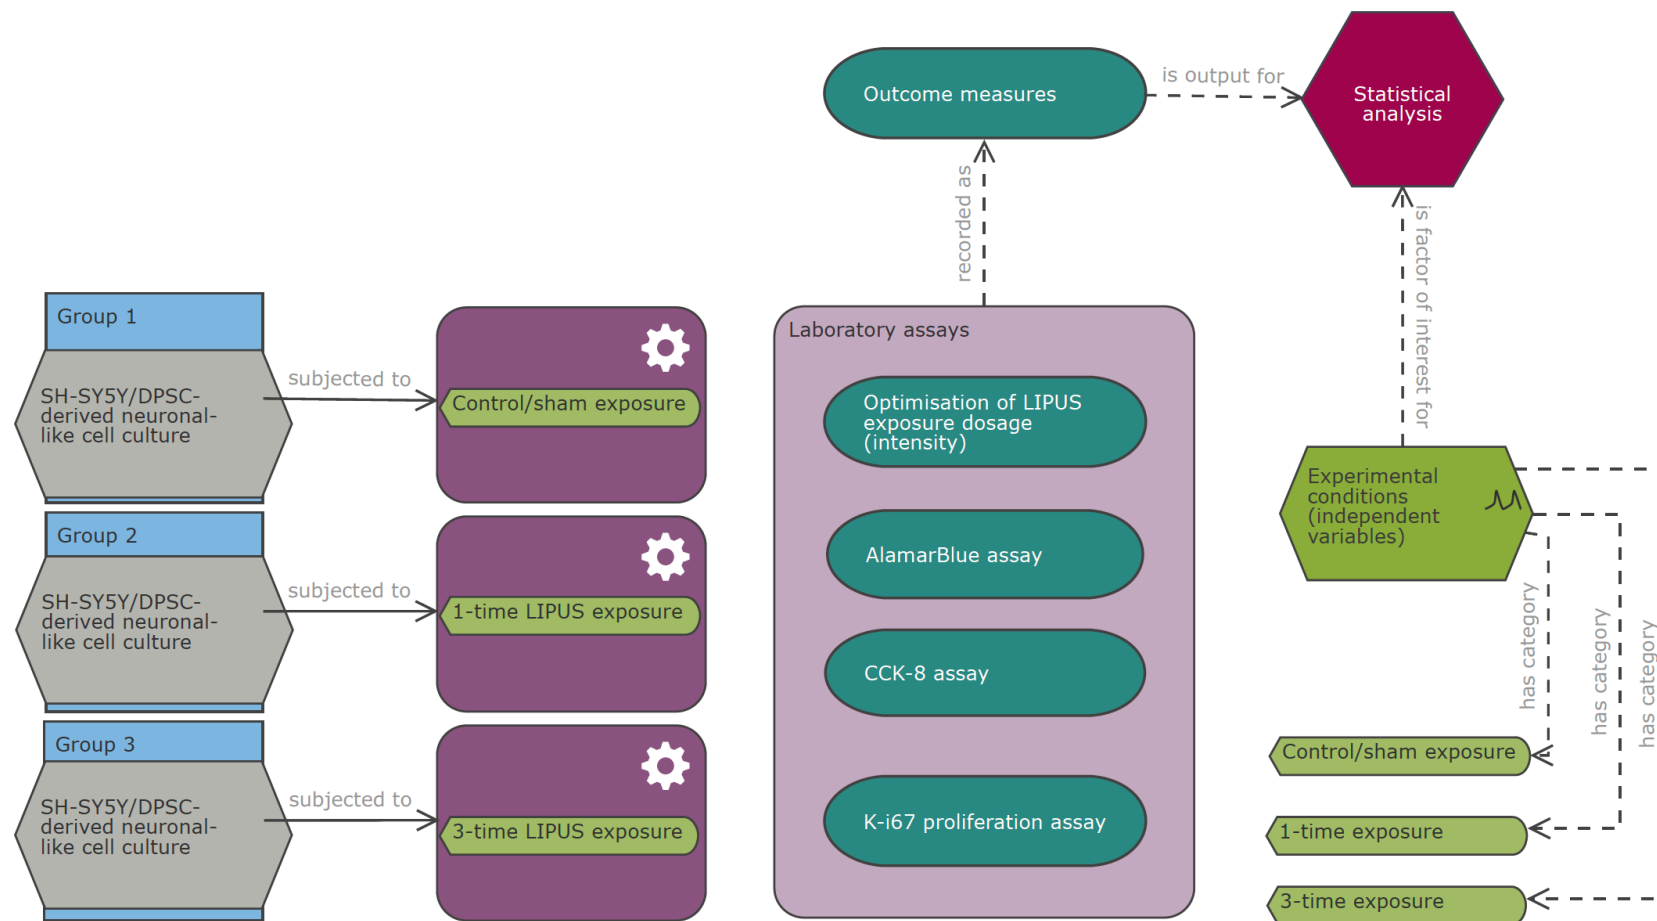 Outcome measures
is output for
Statistical
analysis
recorded as
is factor of interest for
Group 1
SH-SY5Y/DPSC-
derived neuronal-
like cell culture
subjected to
Control/sham exposure
Group 2
SH-SY5Y/DPSC-
derived neuronal-
like cell culture
subjected to
1-time LIPUS exposure
Group 3
SH-SY5Y/DPSC-
derived neuronal-
like cell culture
subjected to
3-time LIPUS exposure
Laboratory assays
Optimisation of LIPUS
exposure dosage
(intensity)
AlamarBlue assay
CCK-8 assay
K-i67 proliferation assay
Experimental
conditions
(independent
variables)
has category
has category
has category
Control/sham exposure
1-time exposure
3-time exposure